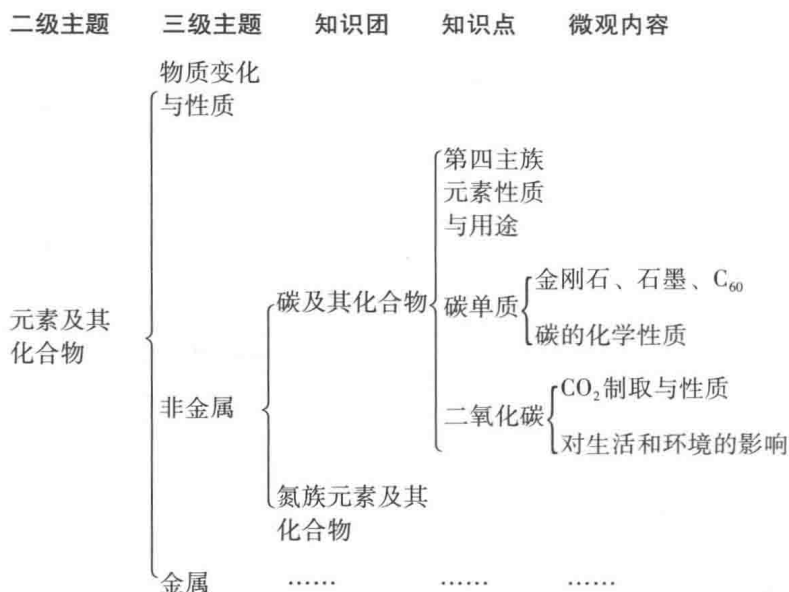 二级主题 三级主题 知识团 知识点 微观内容
物质变化
与性质
第四主族
元素性质
与用途
金刚石、石墨、C₆₀
碳及其化合物 碳单质
元素及其
化合物
碳的化学性质
CO₂制取与性质
非金属
二氧化碳
对生活和环境的影响
氮族元素及其
化合物
金属 …… …… ……